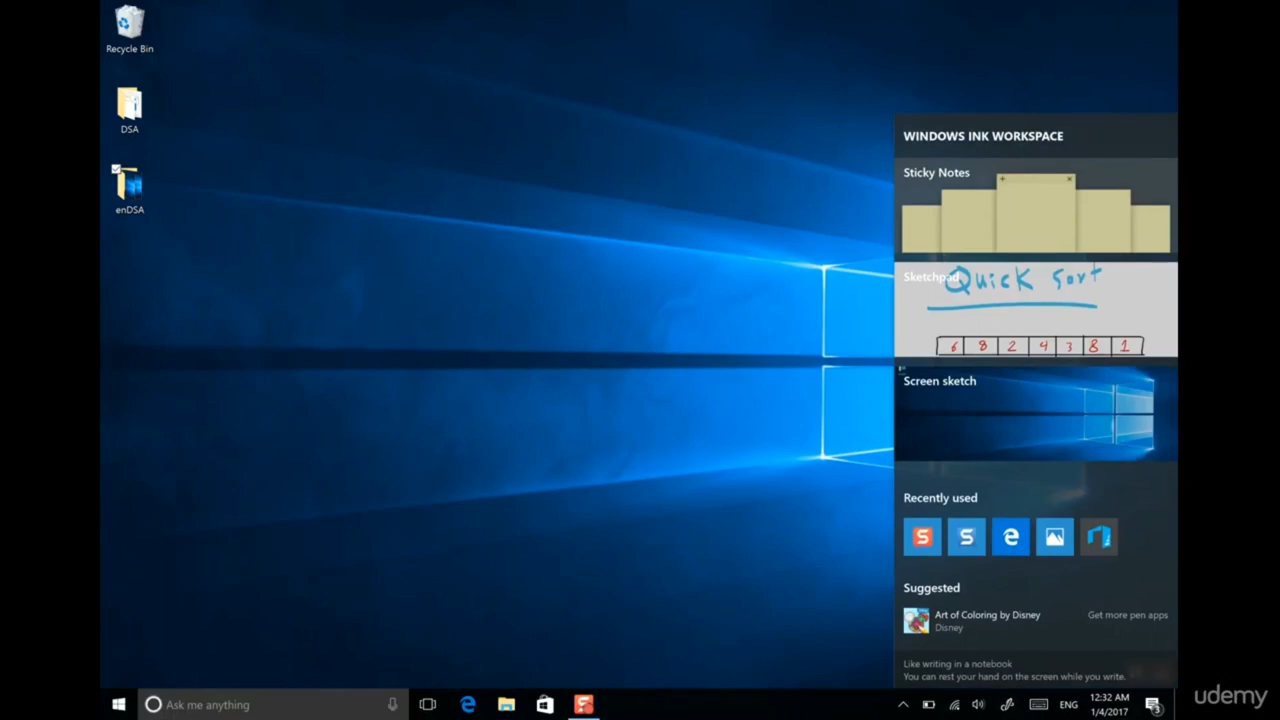 Recycle Bin
DSA
enDSA
WINDOWS INK WORKSPACE
Sticky Notes
Sketchpad
Quick Sort
6 8 2 4 3 8 1
Screen sketch
Recently used
Suggested
Art of Coloring by Disney
Get more pen apps
Disney
Like writing in a notebook
You can rest your hand on the screen while you write.
Ask me anything
ENG
12:32 AM
1/4/2017
3
udemy